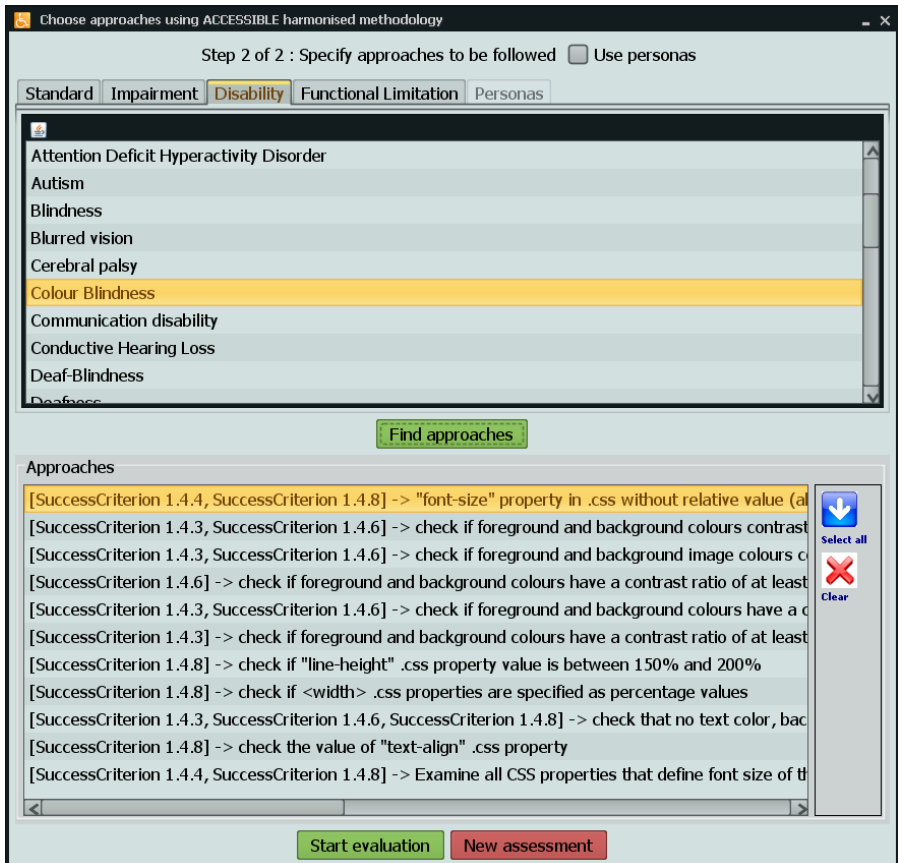 Choose approaches using ACCESSIBLE harmonised methodology
Step 2 of 2 : Specify approaches to be followed Use personas
Standard Impairment Disability Functional Limitation Personas
Attention Deficit Hyperactivity Disorder
Autism
Blindness
Blurred vision
Cerebral palsy
Colour Blindness
Communication disability
Conductive Hearing Loss
Deaf-Blindness
Deafness
Find approaches
Approaches
[SuccessCriterion 1.4.4, SuccessCriterion 1.4.8] -> "font-size" property in .css without relative value (al
[SuccessCriterion 1.4.3, SuccessCriterion 1.4.6] -> check if foreground and background colours contrast
[SuccessCriterion 1.4.3, SuccessCriterion 1.4.6] -> check if foreground and background image colours c
[SuccessCriterion 1.4.6] -> check if foreground and background colours have a contrast ratio of at least
[SuccessCriterion 1.4.3, SuccessCriterion 1.4.6] -> check if foreground and background colours have a c
[SuccessCriterion 1.4.3] -> check if foreground and background colours have a contrast ratio of at least
[SuccessCriterion 1.4.8] -> check if "line-height" .css property value is between 150% and 200%
[SuccessCriterion 1.4.8] -> check if <width> .css properties are specified as percentage values
[SuccessCriterion 1.4.3, SuccessCriterion 1.4.6, SuccessCriterion 1.4.8] -> check that no text color, bac
[SuccessCriterion 1.4.8] -> check the value of "text-align" .css property
[SuccessCriterion 1.4.4, SuccessCriterion 1.4.8] -> Examine all CSS properties that define font size of th
Select all
Clear
Start evaluation New assessment